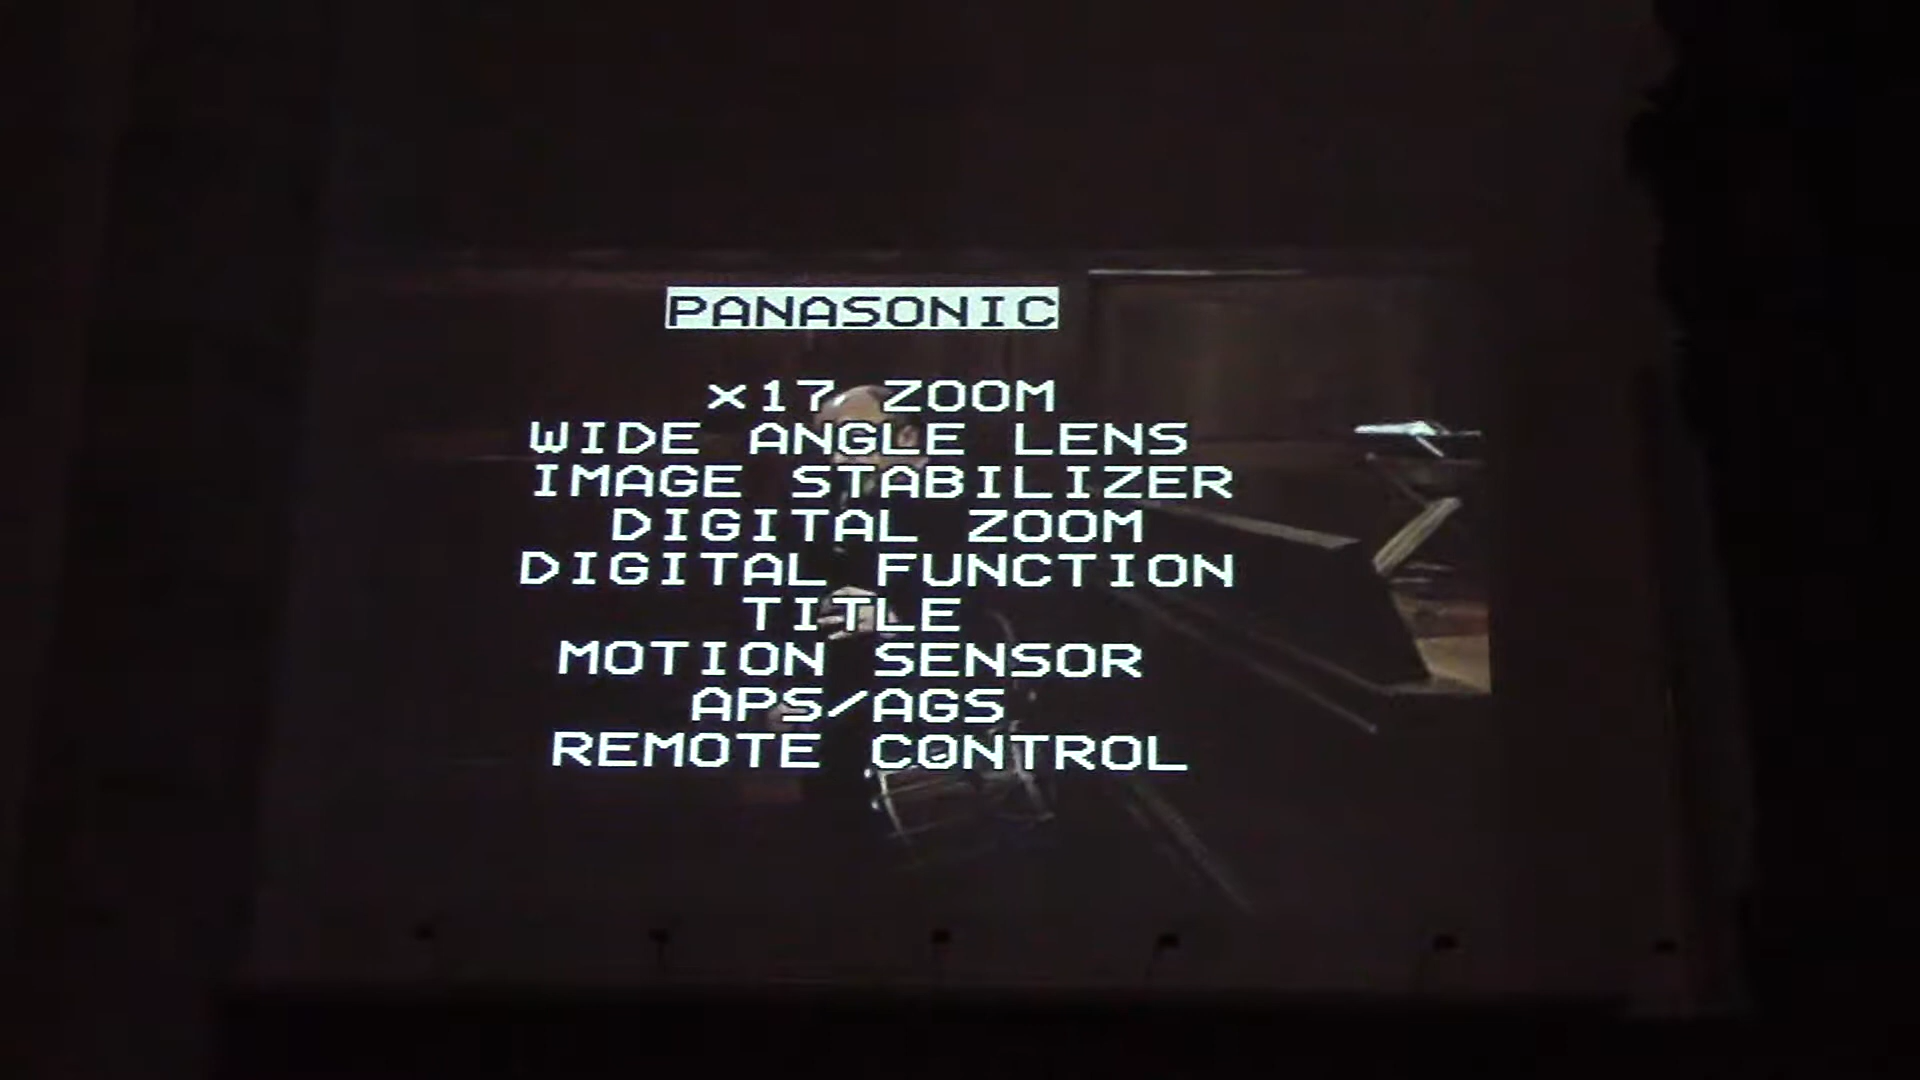 PANASONIC
x17 ZOOM
WIDE ANGLE LENS
IMAGE STABILIZER
DIGITAL ZOOM
DIGITAL FUNCTION
TITLE
MOTION SENSOR
APS/AGS
REMOTE CONTROL